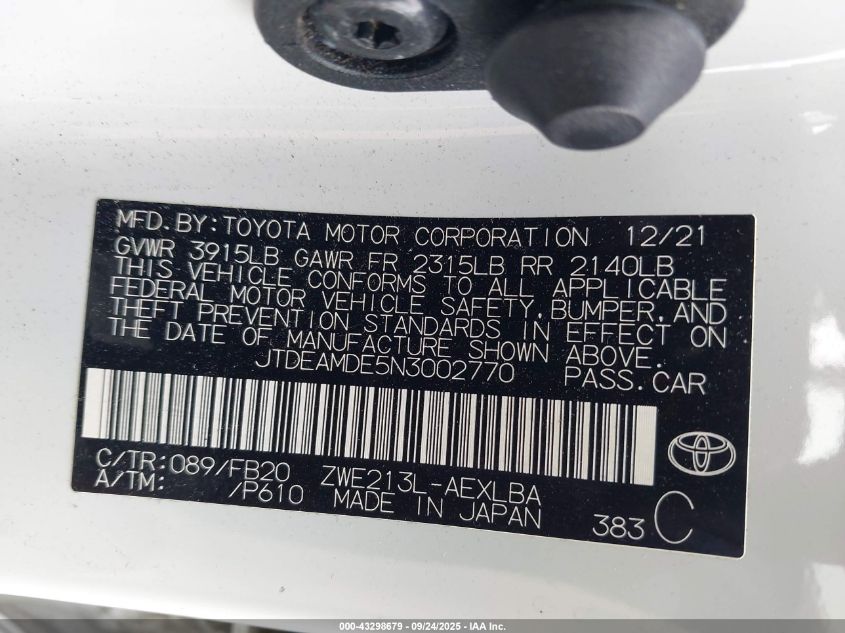 MFD.BY:TOYOTA MOTOR CORPORATION 12/21
GVWR 3915LB GAWR FR 2315LB RR 2140LB
THIS VEHICLE CONFORMS TO ALL APPLICABLE
FEDERAL MOTOR VEHICLE SAFETY,BUMPER,AND
THEFT PREVENTION STANDARDS IN EFFECT ON
THE DATE OF MANUFACTURE SHOWN ABOVE.
JTDEAMDE5N3002770 PASS.CAR
C/TR:089/FB20 ZWE213L-AEXLBA
A/TM: /P610 MADE IN JAPAN 383 C
000-43298679 - 09/24/2025 - IAA Inc.